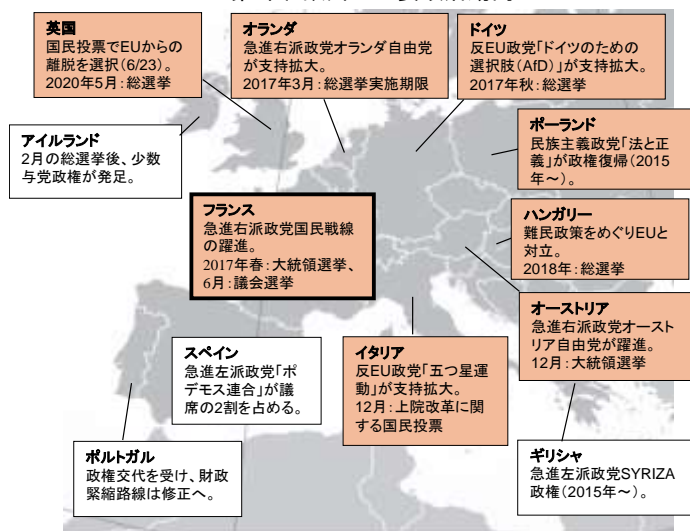 英国
国民投票でEUからの
離脱を選択(6/23)。
2020年5月:総選挙
オランダ
急進右派政党オランダ自由党
が支持拡大。
2017年3月:総選挙実施期限
ドイツ
反EU政党「ドイツのための
選択肢(AfD)」が支持拡大。
2017年秋:総選挙
アイルランド
2月の総選挙後、少数
与党政権が発足。
ポーランド
民族主義政党「法と正
義」が政権復帰(2015
年~)。
フランス
急進右派政党国民戦線
の躍進。
2017年春:大統領選挙、
6月:議会選挙
ハンガリー
難民政策をめぐりEUと
対立。
2018年:総選挙
オーストリア
急進右派政党オースト
リア自由党が躍進。
12月:大統領選挙
スペイン
急進左派政党「ポ
デモス連合」が議
席の2割を占める。
イタリア
反EU政党「五つ星運
動」が支持拡大。
12月:上院改革に関
する国民投票
ポルトガル
政権交代を受け、財政
緊縮路線は修正へ。
ギリシャ
急進左派政党SYRIZA
政権(2015年~)。